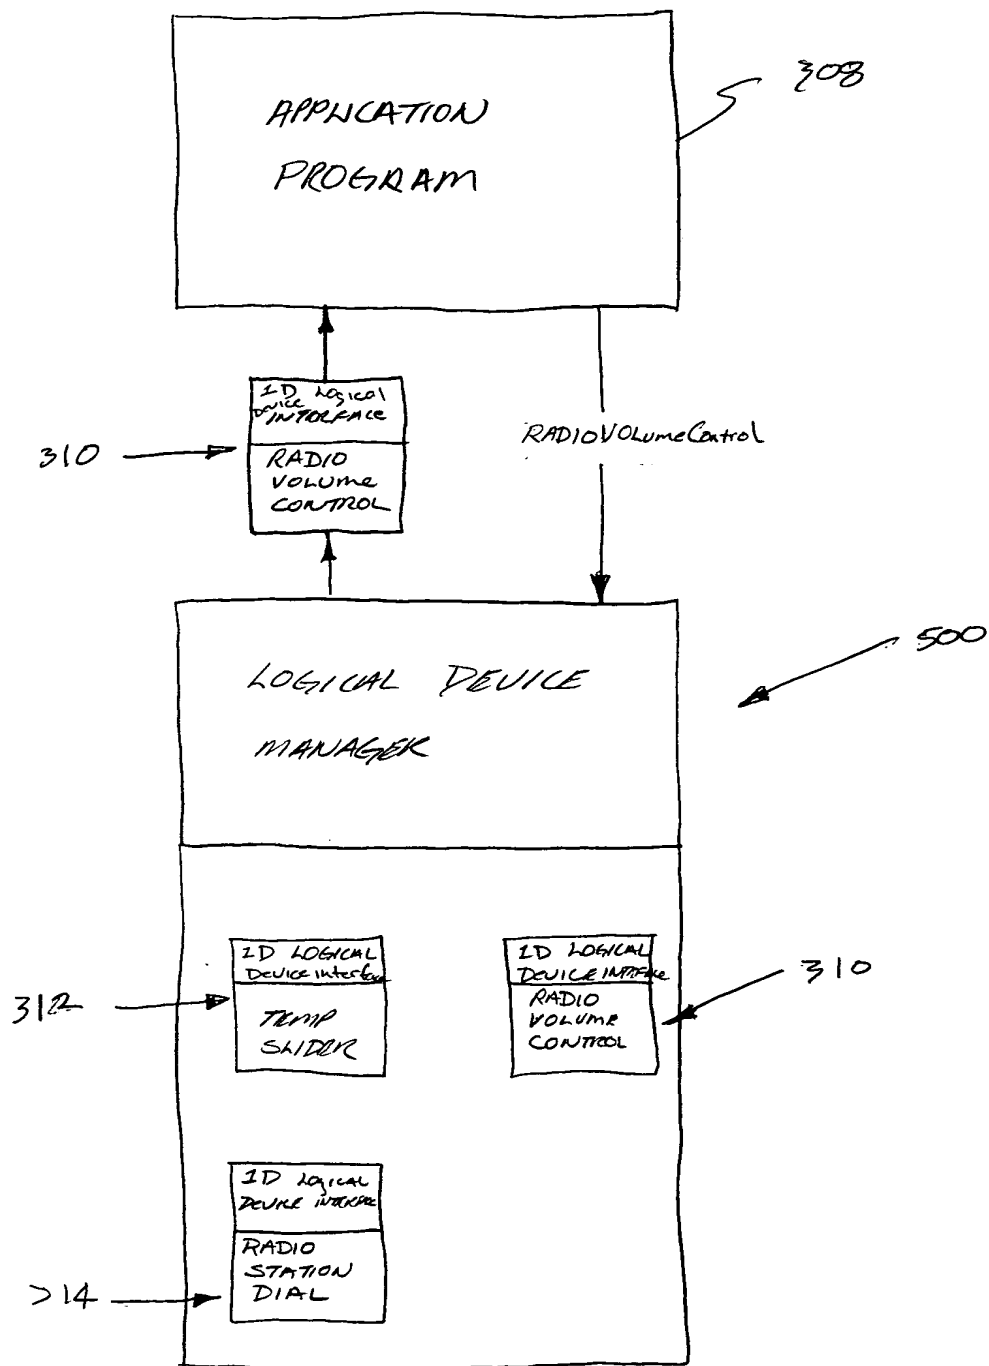 APPLICATION
PROGRAM
308
1D Logical
Device
INTERFACE
RADIO
VOLUME
CONTROL
310
RADIOVOLumeControl
500
LOGICAL DEVICE
MANAGER
1D LOGICAL
Device interface
TEMP
SLIDER
312
1D LOGICAL
DEVICE INTERFACE
RADIO
VOLUME
CONTROL
310
1D Logical
DEVICE INTERFACE
RADIO
STATION
DIAL
314